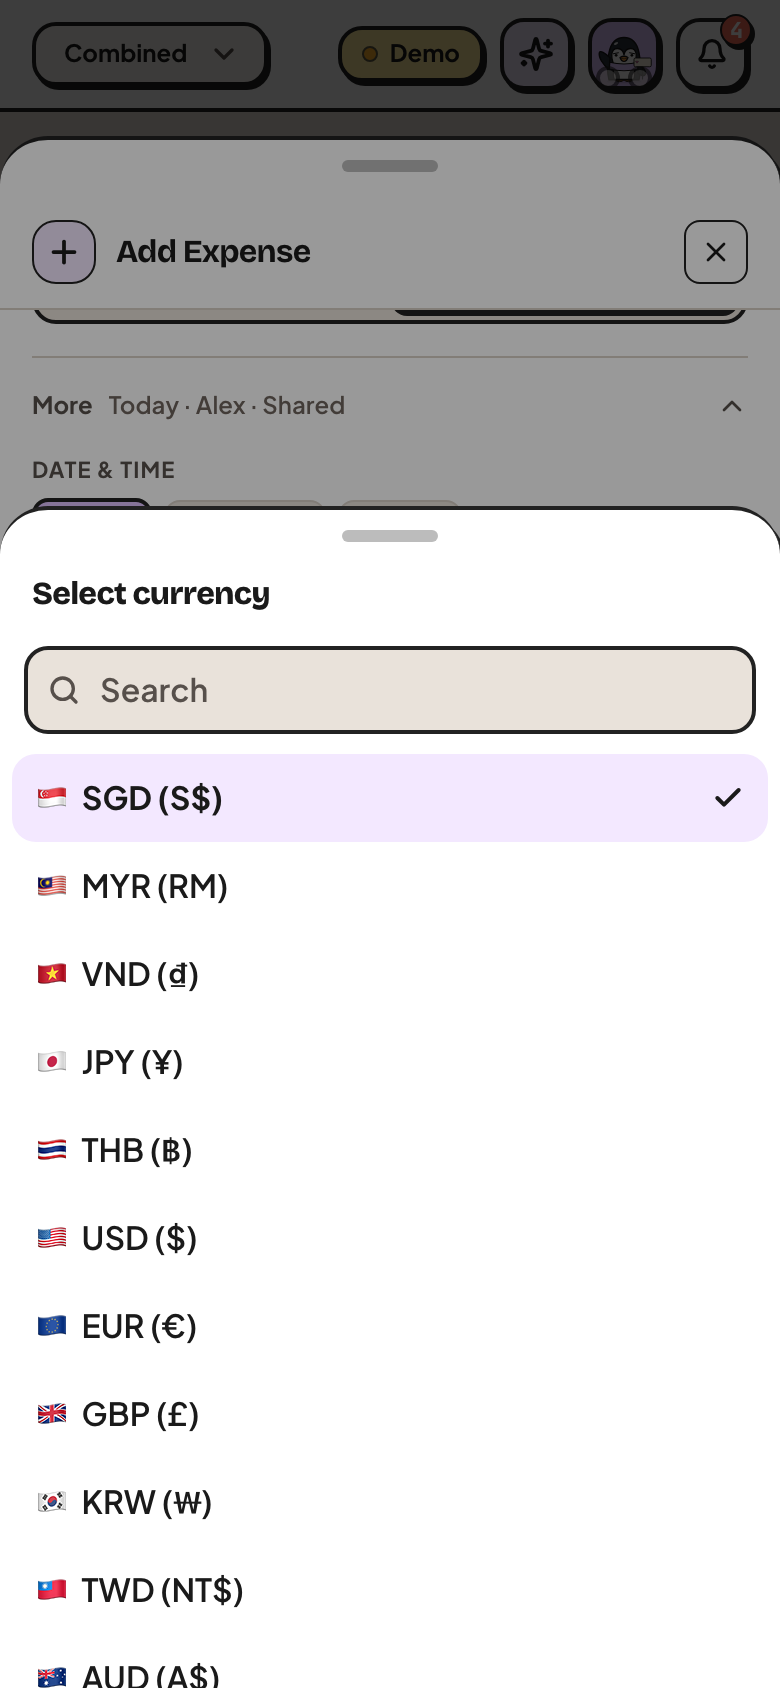 Combined
Demo
4
Add Expense
More Today · Alex · Shared
DATE & TIME
Select currency
Search
SGD (S$)
MYR (RM)
VND (₫)
JPY (¥)
THB (฿)
USD ($)
EUR (€)
GBP (£)
KRW (₩)
TWD (NT$)
AUD (A$)